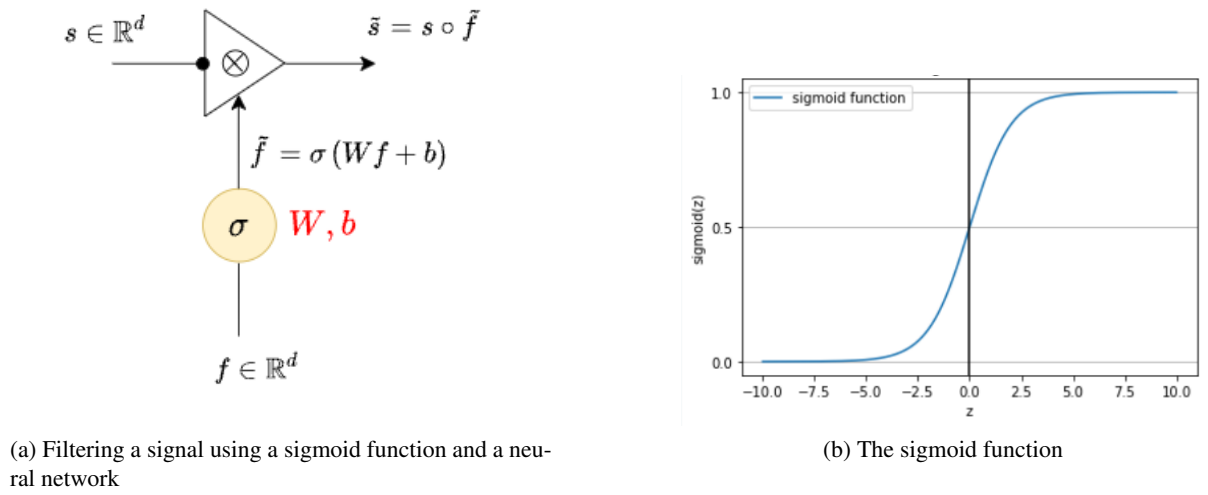 s ∈ ℝ^d
s̃ = s ∘ f̃
⊗
f̃ = σ (Wf + b)
σ
W, b
f ∈ ℝ^d
(a) Filtering a signal using a sigmoid function and a neu-
ral network
sigmoid function
sigmoid(z)
1.0
0.5
0.0
−10.0 −7.5 −5.0 −2.5 0.0 2.5 5.0 7.5 10.0
z
(b) The sigmoid function